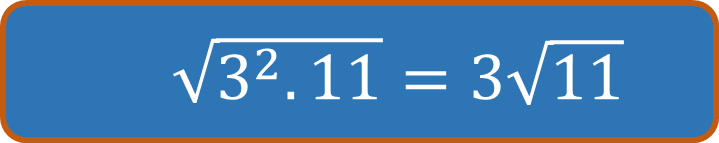 √3². 11 = 3√11